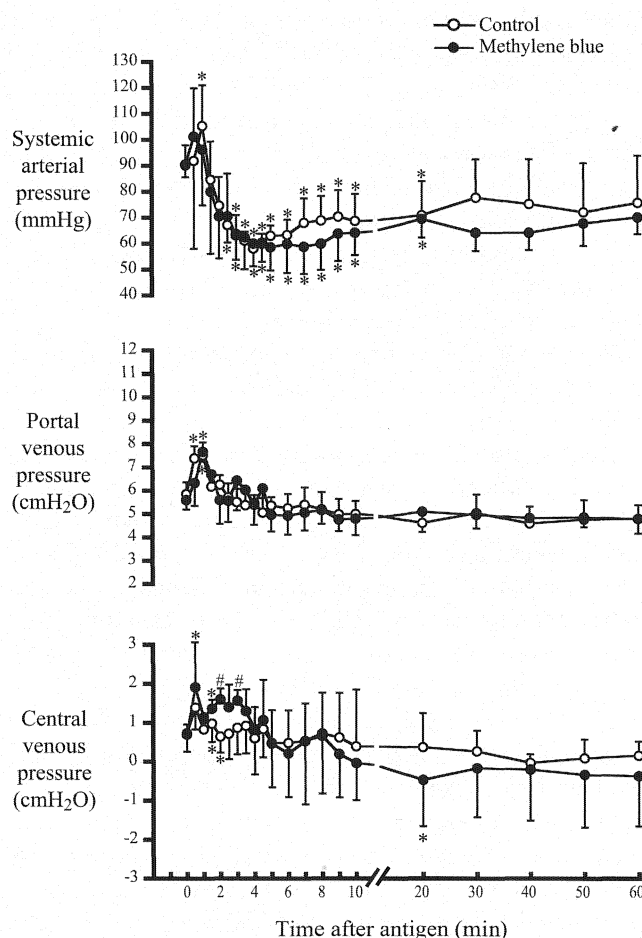 Control
Methylene blue
Systemic
arterial
pressure
(mmHg)
130
120
110
100
90
80
70
60
50
40
*
* * * * * * * * * *
* * * * * * * * * * *
Portal
venous
pressure
(cmH₂O)
12
11
10
9
8
7
6
5
4
3
2
* *
*
Central
venous
pressure
(cmH₂O)
3
2
1
0
-1
-2
-3
*
* # #
* *
*
0 2 4 6 8 10 20 30 40 50 60
Time after antigen (min)